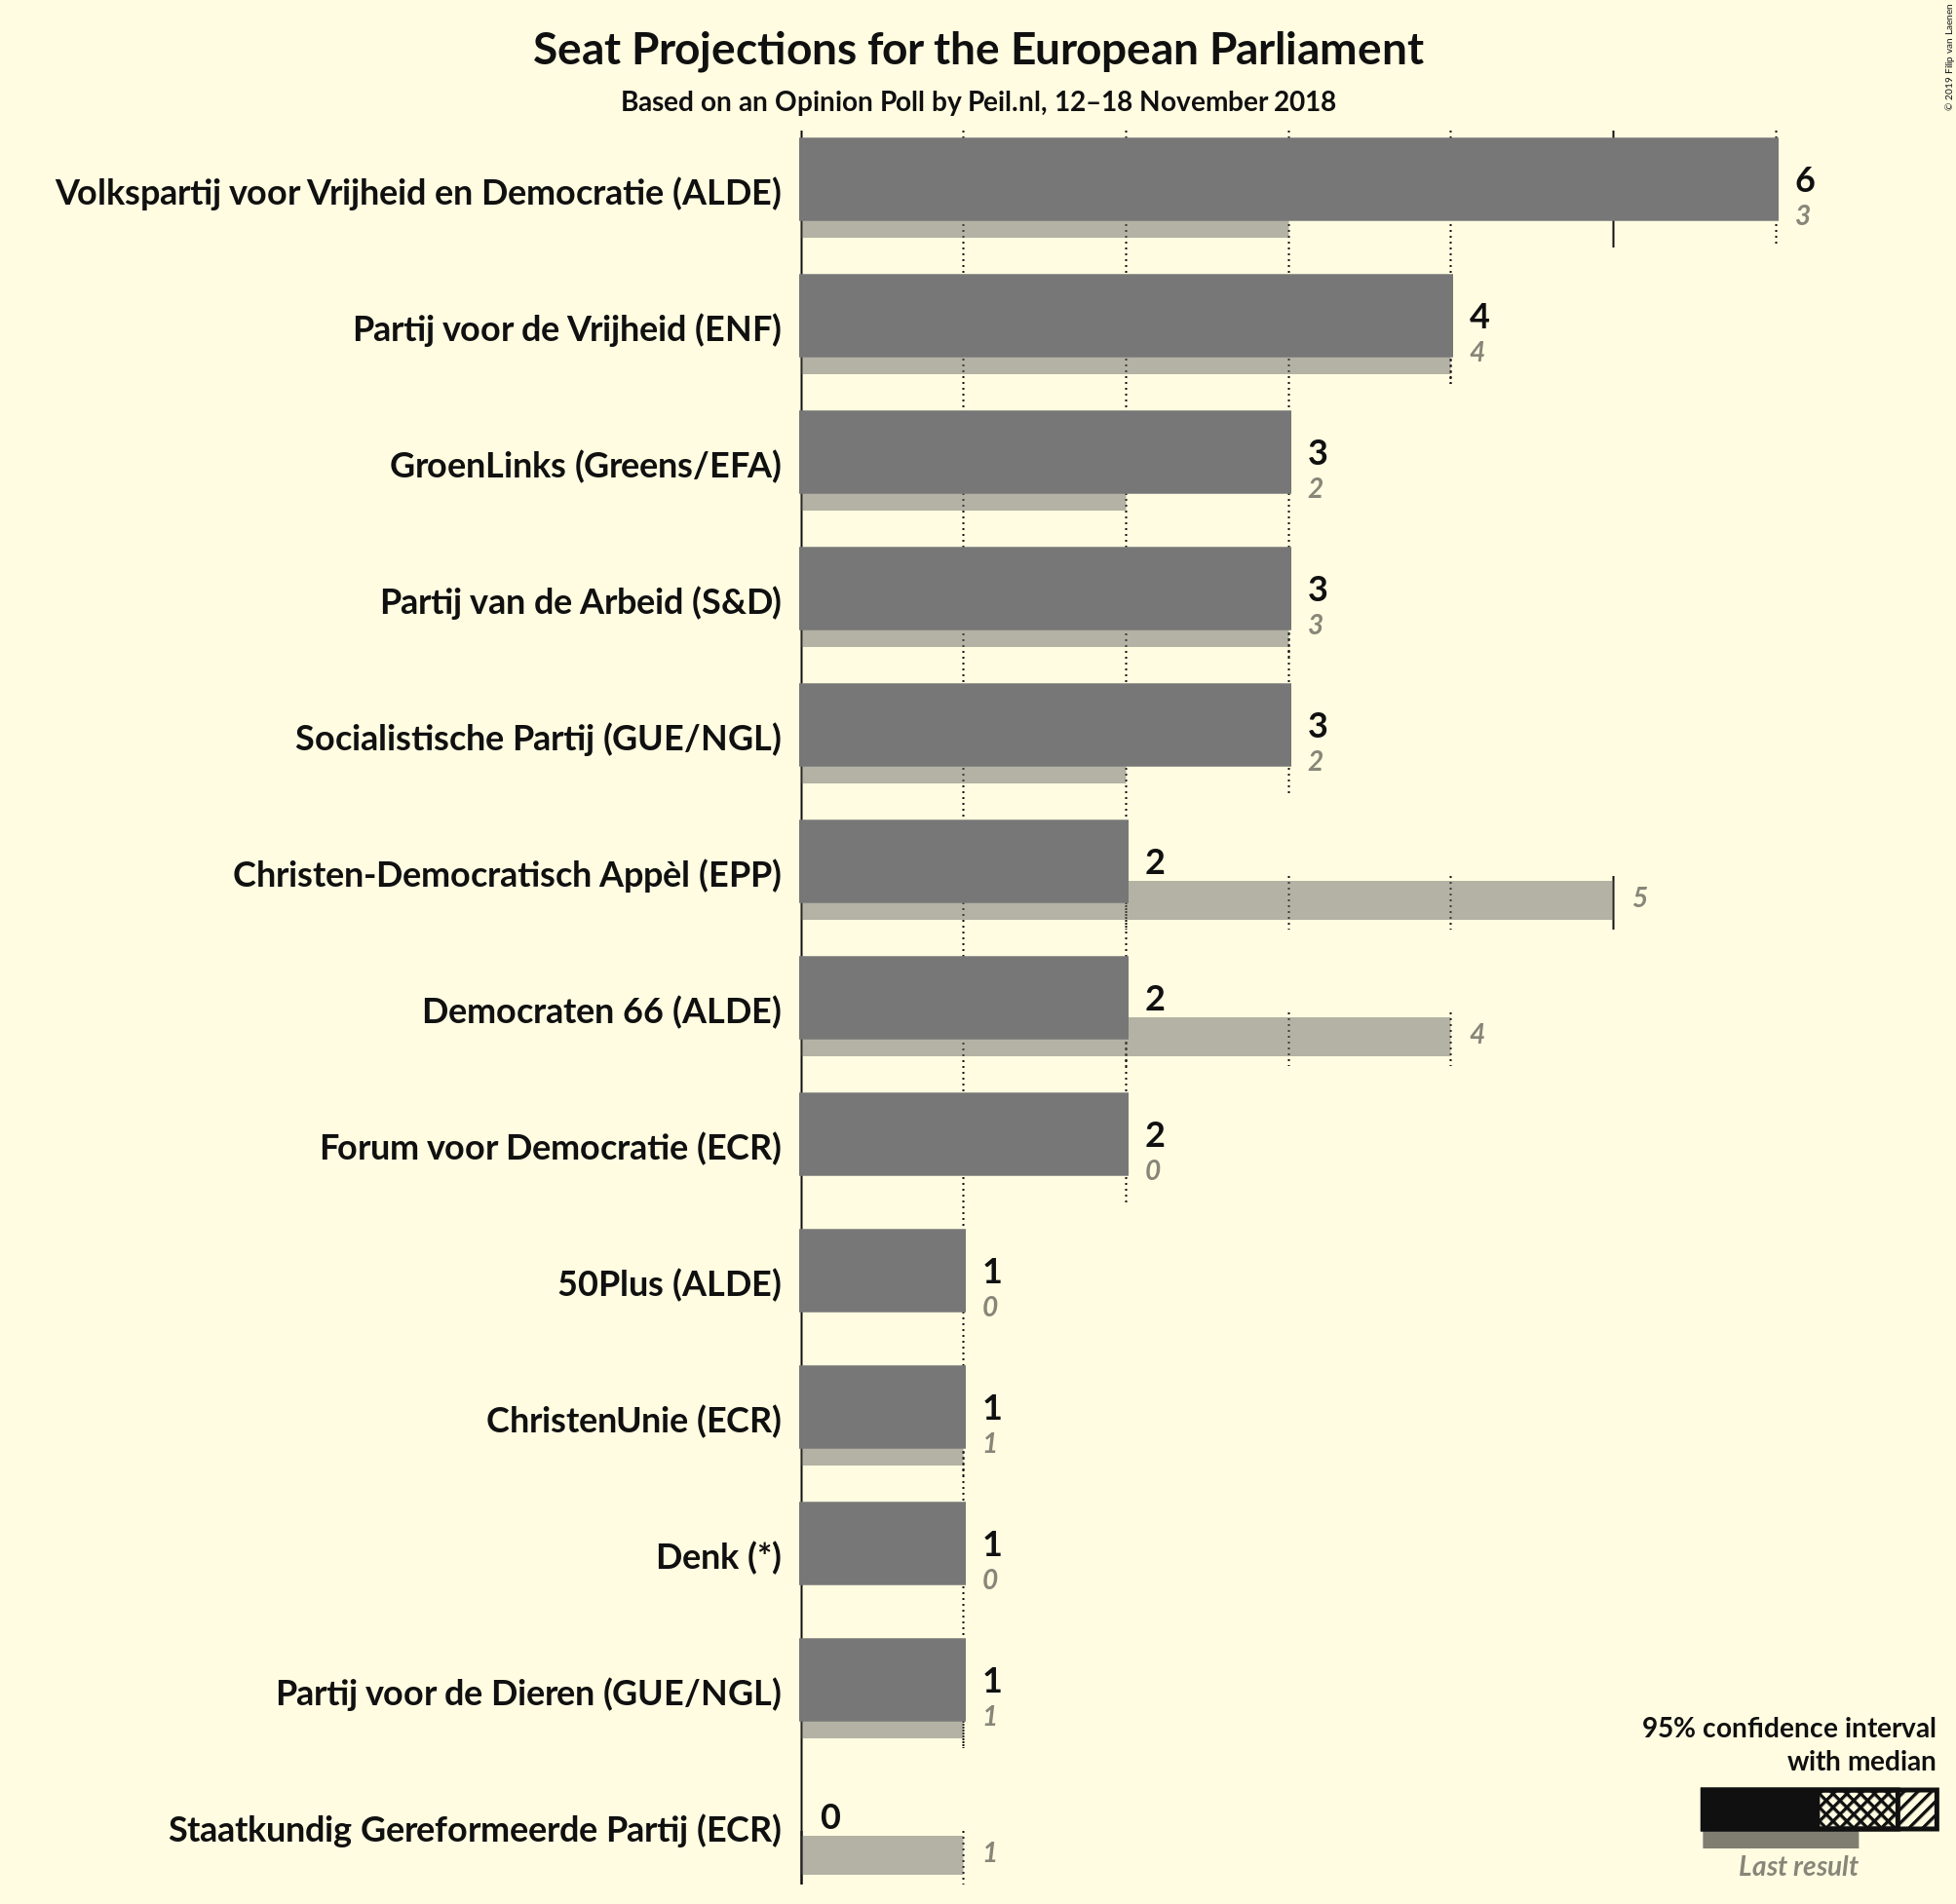 Seat Projections for the European Parliament
Based on an Opinion Poll by Peil.nl, 12–18 November 2018
© 2019 Filip van Laenen
Volkspartij voor Vrijheid en Democratie (ALDE)
6
3
Partij voor de Vrijheid (ENF)
4
4
GroenLinks (Greens/EFA)
3
2
Partij van de Arbeid (S&D)
3
3
Socialistische Partij (GUE/NGL)
3
2
Christen-Democratisch Appèl (EPP)
2
5
Democraten 66 (ALDE)
2
4
Forum voor Democratie (ECR)
2
0
50Plus (ALDE)
1
0
ChristenUnie (ECR)
1
1
Denk (*)
1
0
Partij voor de Dieren (GUE/NGL)
1
1
Staatkundig Gereformeerde Partij (ECR)
0
1
95% confidence interval
with median
Last result